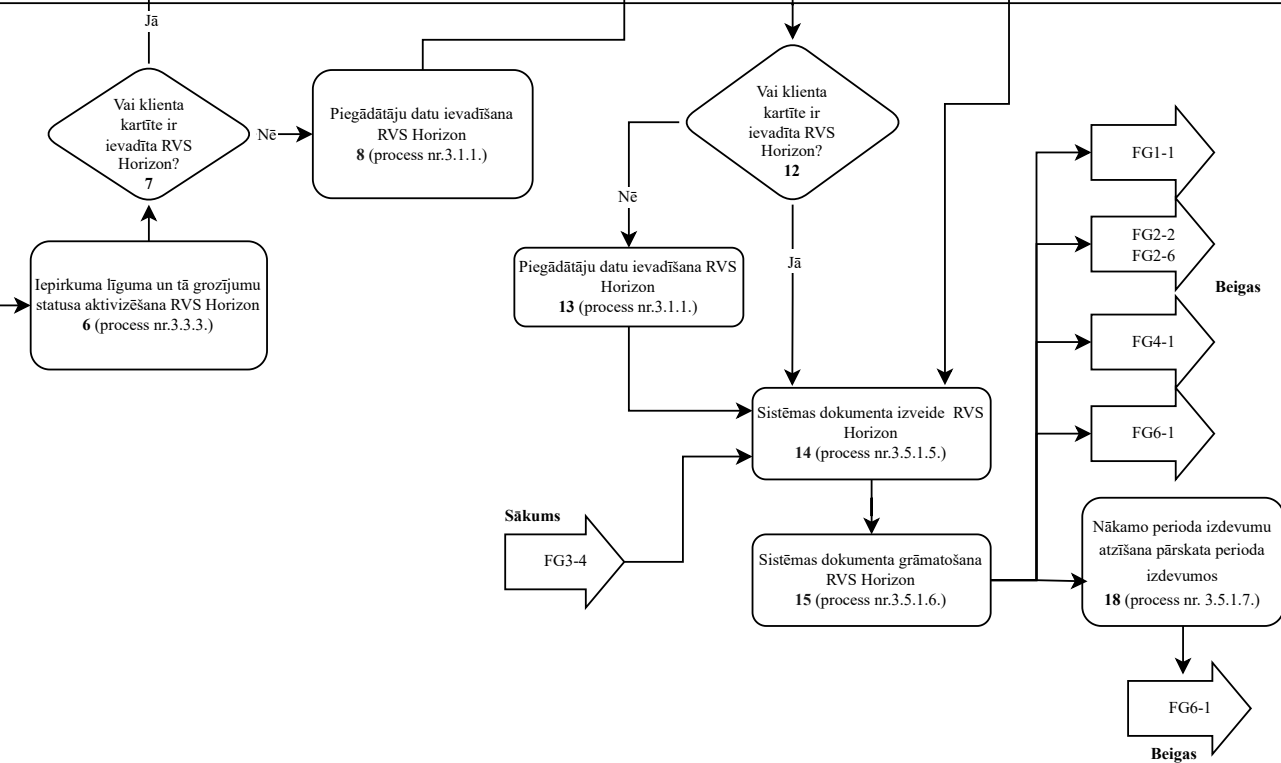 Jā
Vai klienta
kartīte ir
ievadīta RVS
Horizon?
7
Nē
Piegādātāju datu ievadīšana
RVS Horizon
8 (process nr.3.1.1.)
Iepirkuma līguma un tā grozījumu
statusa aktivizēšana RVS Horizon
6 (process nr.3.3.3.)
Vai klienta
kartīte ir
ievadīta RVS
Horizon?
12
Nē
Jā
Piegādātāju datu ievadīšana RVS
Horizon
13 (process nr.3.1.1.)
Sistēmas dokumenta izveide RVS
Horizon
14 (process nr.3.5.1.5.)
Sākums
FG3-4
Sistēmas dokumenta grāmatošana
RVS Horizon
15 (process nr.3.5.1.6.)
FG1-1
FG2-2
FG2-6
Beigas
FG4-1
FG6-1
Nākamo perioda izdevumu
atzīšana pārskata perioda
izdevumos
18 (process nr. 3.5.1.7.)
FG6-1
Beigas